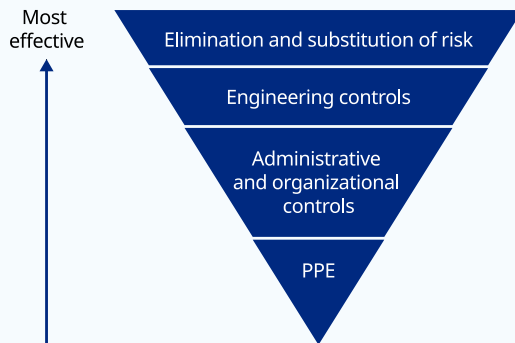 Most
effective
Elimination and substitution of risk
Engineering controls
Administrative
and organizational
controls
PPE